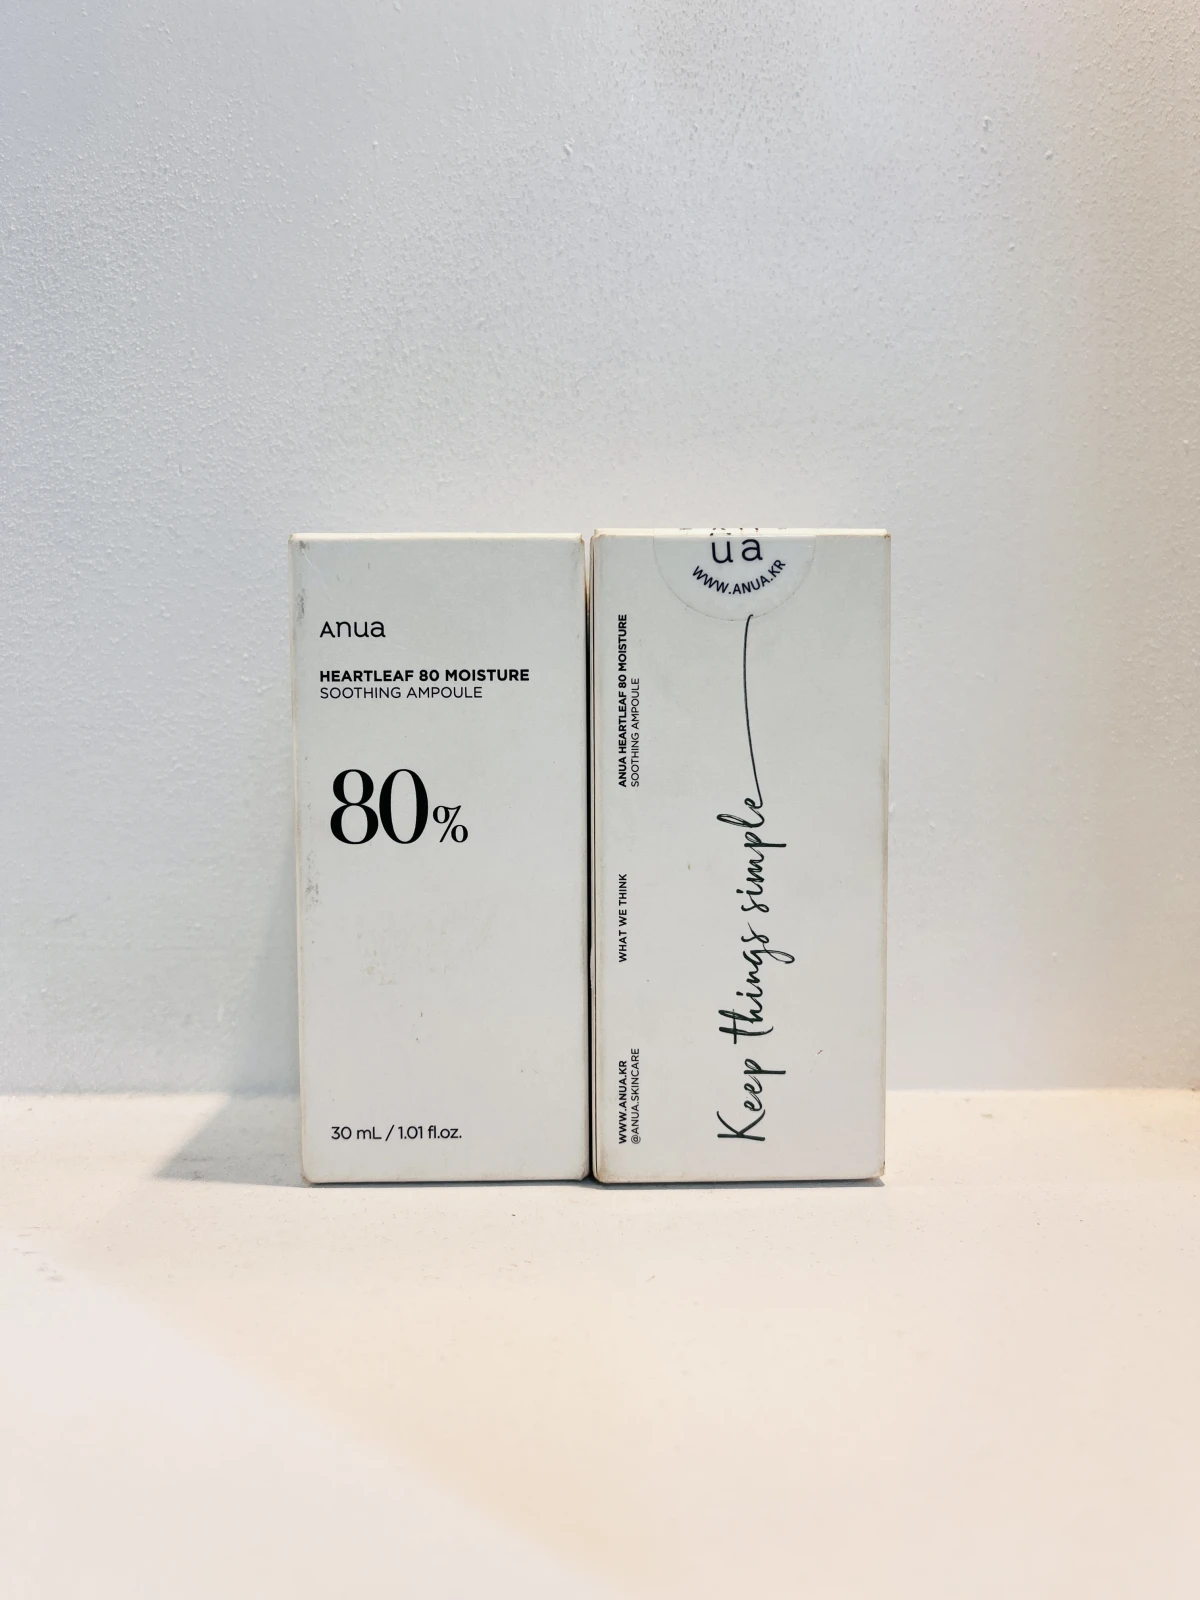 Anua
HEARTLEAF 80 MOISTURE
SOOTHING AMPOULE
80%
30 mL / 1.01 fl.oz.
ua
WWW.ANUA.KR
ANUA HEARTLEAF 80 MOISTURE
SOOTHING AMPOULE
WHAT WE THINK
WWW.ANUA.KR
@ANUA.SKINCARE
Keep things simple